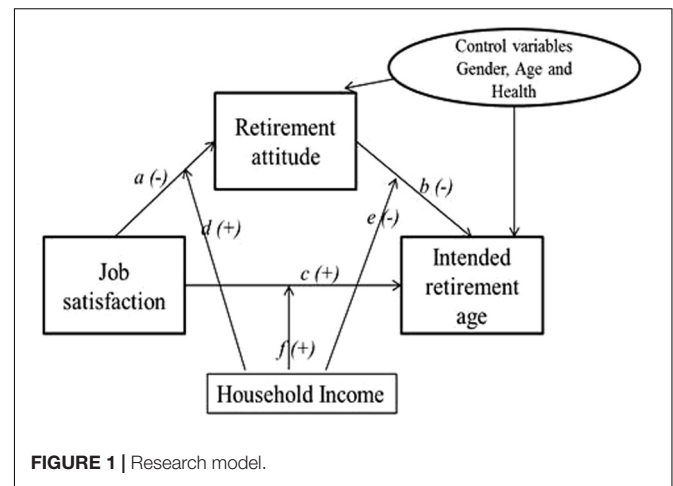 Control variables
Gender, Age and
Health
Retirement
attitude
a (-)
b (-)
d (+)
e (-)
Job
satisfaction
c (+)
Intended
retirement
age
f (+)
Household Income
FIGURE 1 | Research model.